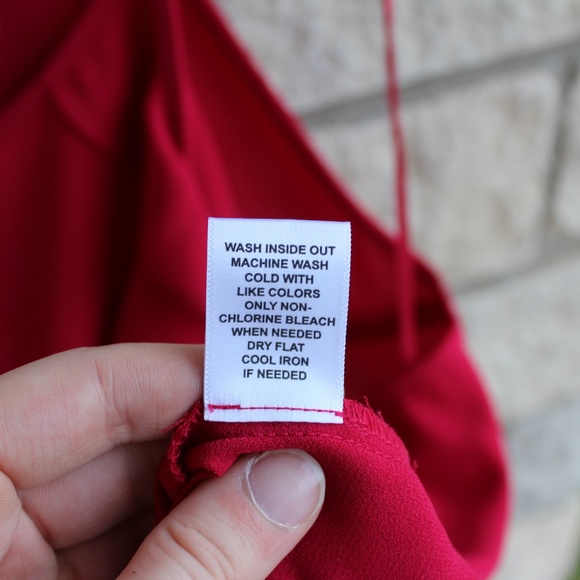 WASH INSIDE OUT
MACHINE WASH
COLD WITH
LIKE COLORS
ONLY NON-
CHLORINE BLEACH
WHEN NEEDED
DRY FLAT
COOL IRON
IF NEEDED